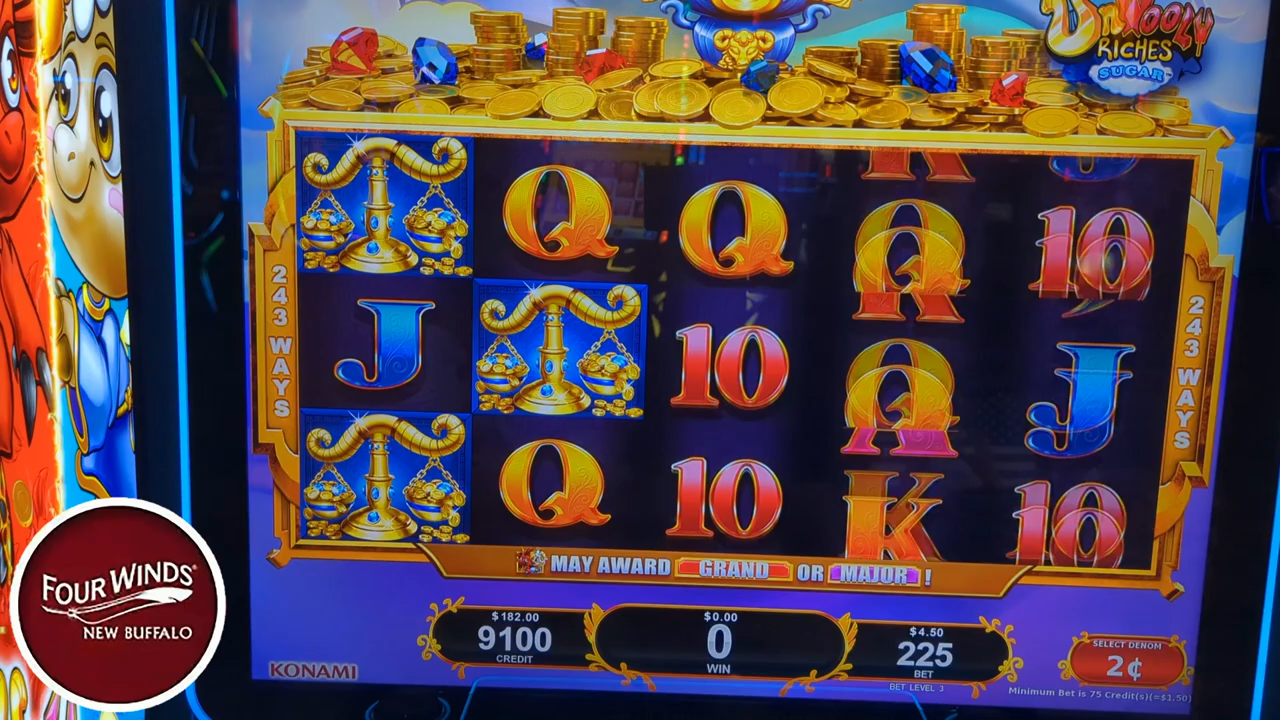 UnWooly
RICHES
SUGAR
243 WAYS
243 WAYS
Q Q Q 10
J 10 Q J
Q 10 K 10
MAY AWARD GRAND OR MAJOR !
$182.00
9100
CREDIT
$0.00
0
WIN
$4.50
225
BET
BET LEVEL 3
SELECT DENOM
2¢
Minimum Bet is 75 Credit(s)(=$1.50)
KONAMI
FOUR WINDS®
NEW BUFFALO